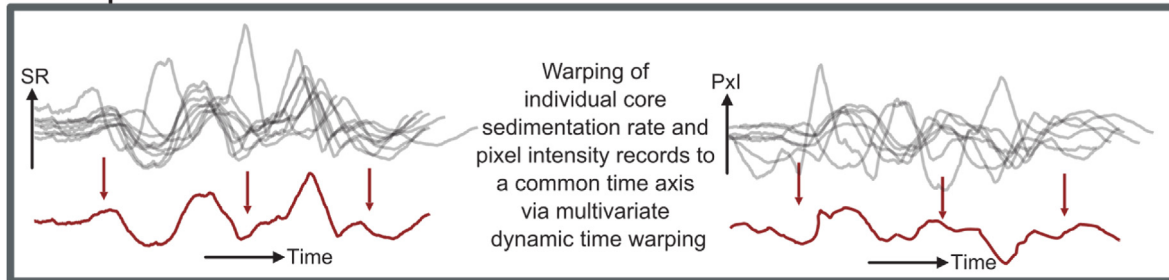 SR
Time
Warping of
individual core
sedimentation rate and
pixel intensity records to
a common time axis
via multivariate
dynamic time warping
PxI
Time